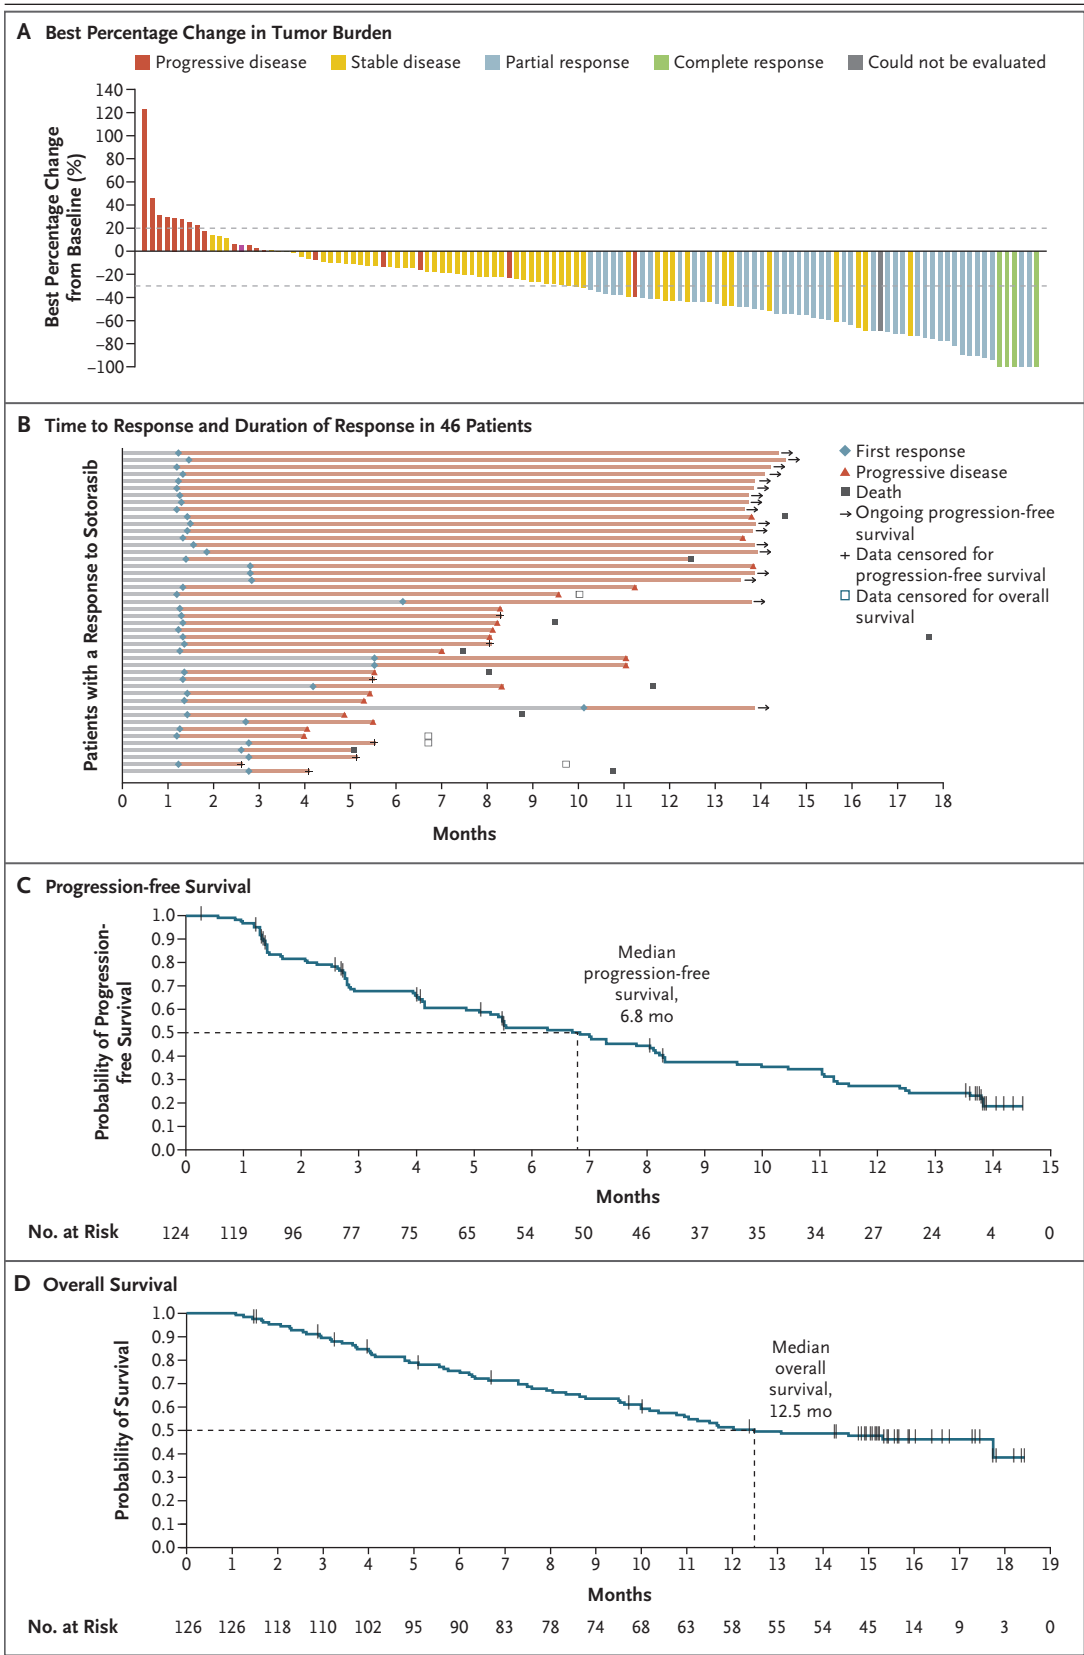 A Best Percentage Change in Tumor Burden
Progressive disease Stable disease Partial response Complete response Could not be evaluated
Best Percentage Change
from Baseline (%)
140
120
100
80
60
40
20
0
−20
−40
−60
−80
−100
B Time to Response and Duration of Response in 46 Patients
Patients with a Response to Sotorasib
First response
Progressive disease
Death
Ongoing progression-free
survival
Data censored for
progression-free survival
Data censored for overall
survival
0 1 2 3 4 5 6 7 8 9 10 11 12 13 14 15 16 17 18
Months
C Progression-free Survival
Probability of Progression-
free Survival
1.0
0.9
0.8
0.7
0.6
0.5
0.4
0.3
0.2
0.1
0.0
Median
progression-free
survival,
6.8 mo
0 1 2 3 4 5 6 7 8 9 10 11 12 13 14 15
Months
No. at Risk 124 119 96 77 75 65 54 50 46 37 35 34 27 24 4 0
D Overall Survival
Probability of Survival
1.0
0.9
0.8
0.7
0.6
0.5
0.4
0.3
0.2
0.1
0.0
Median
overall
survival,
12.5 mo
0 1 2 3 4 5 6 7 8 9 10 11 12 13 14 15 16 17 18 19
Months
No. at Risk 126 126 118 110 102 95 90 83 78 74 68 63 58 55 54 45 14 9 3 0